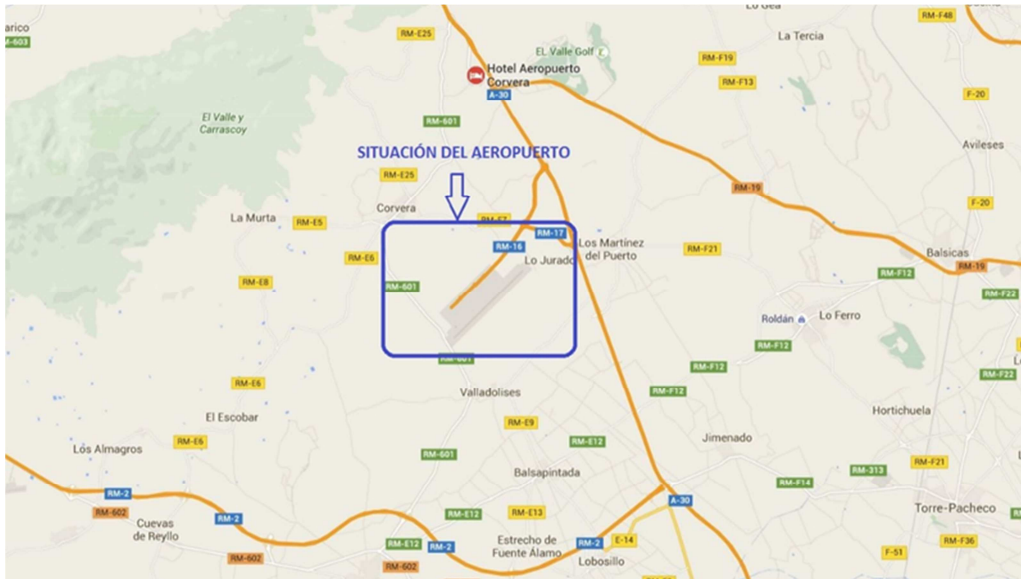 Lo Gea
RM-F48
arico
RM-603
RM-E25
La Tercia
EL Valle Golf
RM-F19
Hotel Aeropuerto
Corvera
RM-F13
A-30
F-20
El Valle y
Carrascoy
RM-601
Avileses
SITUACIÓN DEL AEROPUERTO
RM-E25
RM-19
F-20
Corvera
La Murta
RM-E5
RM-E7
RM-17
RM-16
Los Martínez
del Puerto
RM-F21
Lo Jurado
Balsicas
RM-E6
RM-19
RM-F12
RM-E8
RM-601
RM-F22
Roldán
Lo Ferro
RM-F12
RM-601
RM-F12
RM-F22
RM-E6
Valladolises
RM-F12
El Escobar
Hortichuela
RM-E9
RM-E6
RM-E12
Jimenado
Los Almagros
RM-601
RM-F21
Balsapintada
RM-313
RM-F14
RM-2
A-30
RM-602
RM-E12
RM-E13
Torre-Pacheco
RM-2
Cuevas
de Reyllo
RM-E12
RM-2
Estrecho de
Fuente Álamo
RM-2
E-14
RM-F36
F-51
RM-602
RM-602
Lobosillo